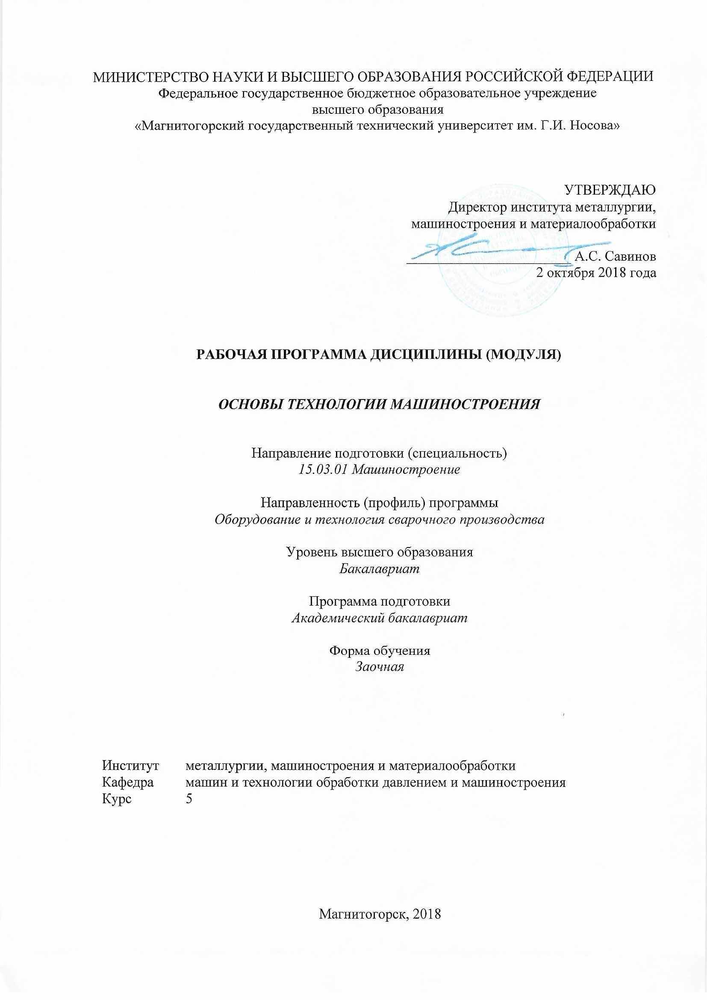 МИНИСТЕРСТВО НАУКИ И ВЫСШЕГО ОБРАЗОВАНИЯ РОССИЙСКОЙ ФЕДЕРАЦИИ
Федеральное государственное бюджетное образовательное учреждение
высшего образования
«Магнитогорский государственный технический университет им. Г.И. Носова»
УТВЕРЖДАЮ
Директор института металлургии,
машиностроения и материалообработки
А.С. Савинов
2 октября 2018 года
РАБОЧАЯ ПРОГРАММА ДИСЦИПЛИНЫ (МОДУЛЯ)
ОСНОВЫ ТЕХНОЛОГИИ МАШИНОСТРОЕНИЯ
Направление подготовки (специальность)
15.03.01 Машиностроение
Направленность (профиль) программы
Оборудование и технология сварочного производства
Уровень высшего образования
Бакалавриат
Программа подготовки
Академический бакалавриат
Форма обучения
Заочная
Институт металлургии, машиностроения и материалообработки
Кафедра машин и технологии обработки давлением и машиностроения
Курс 5
Магнитогорск, 2018